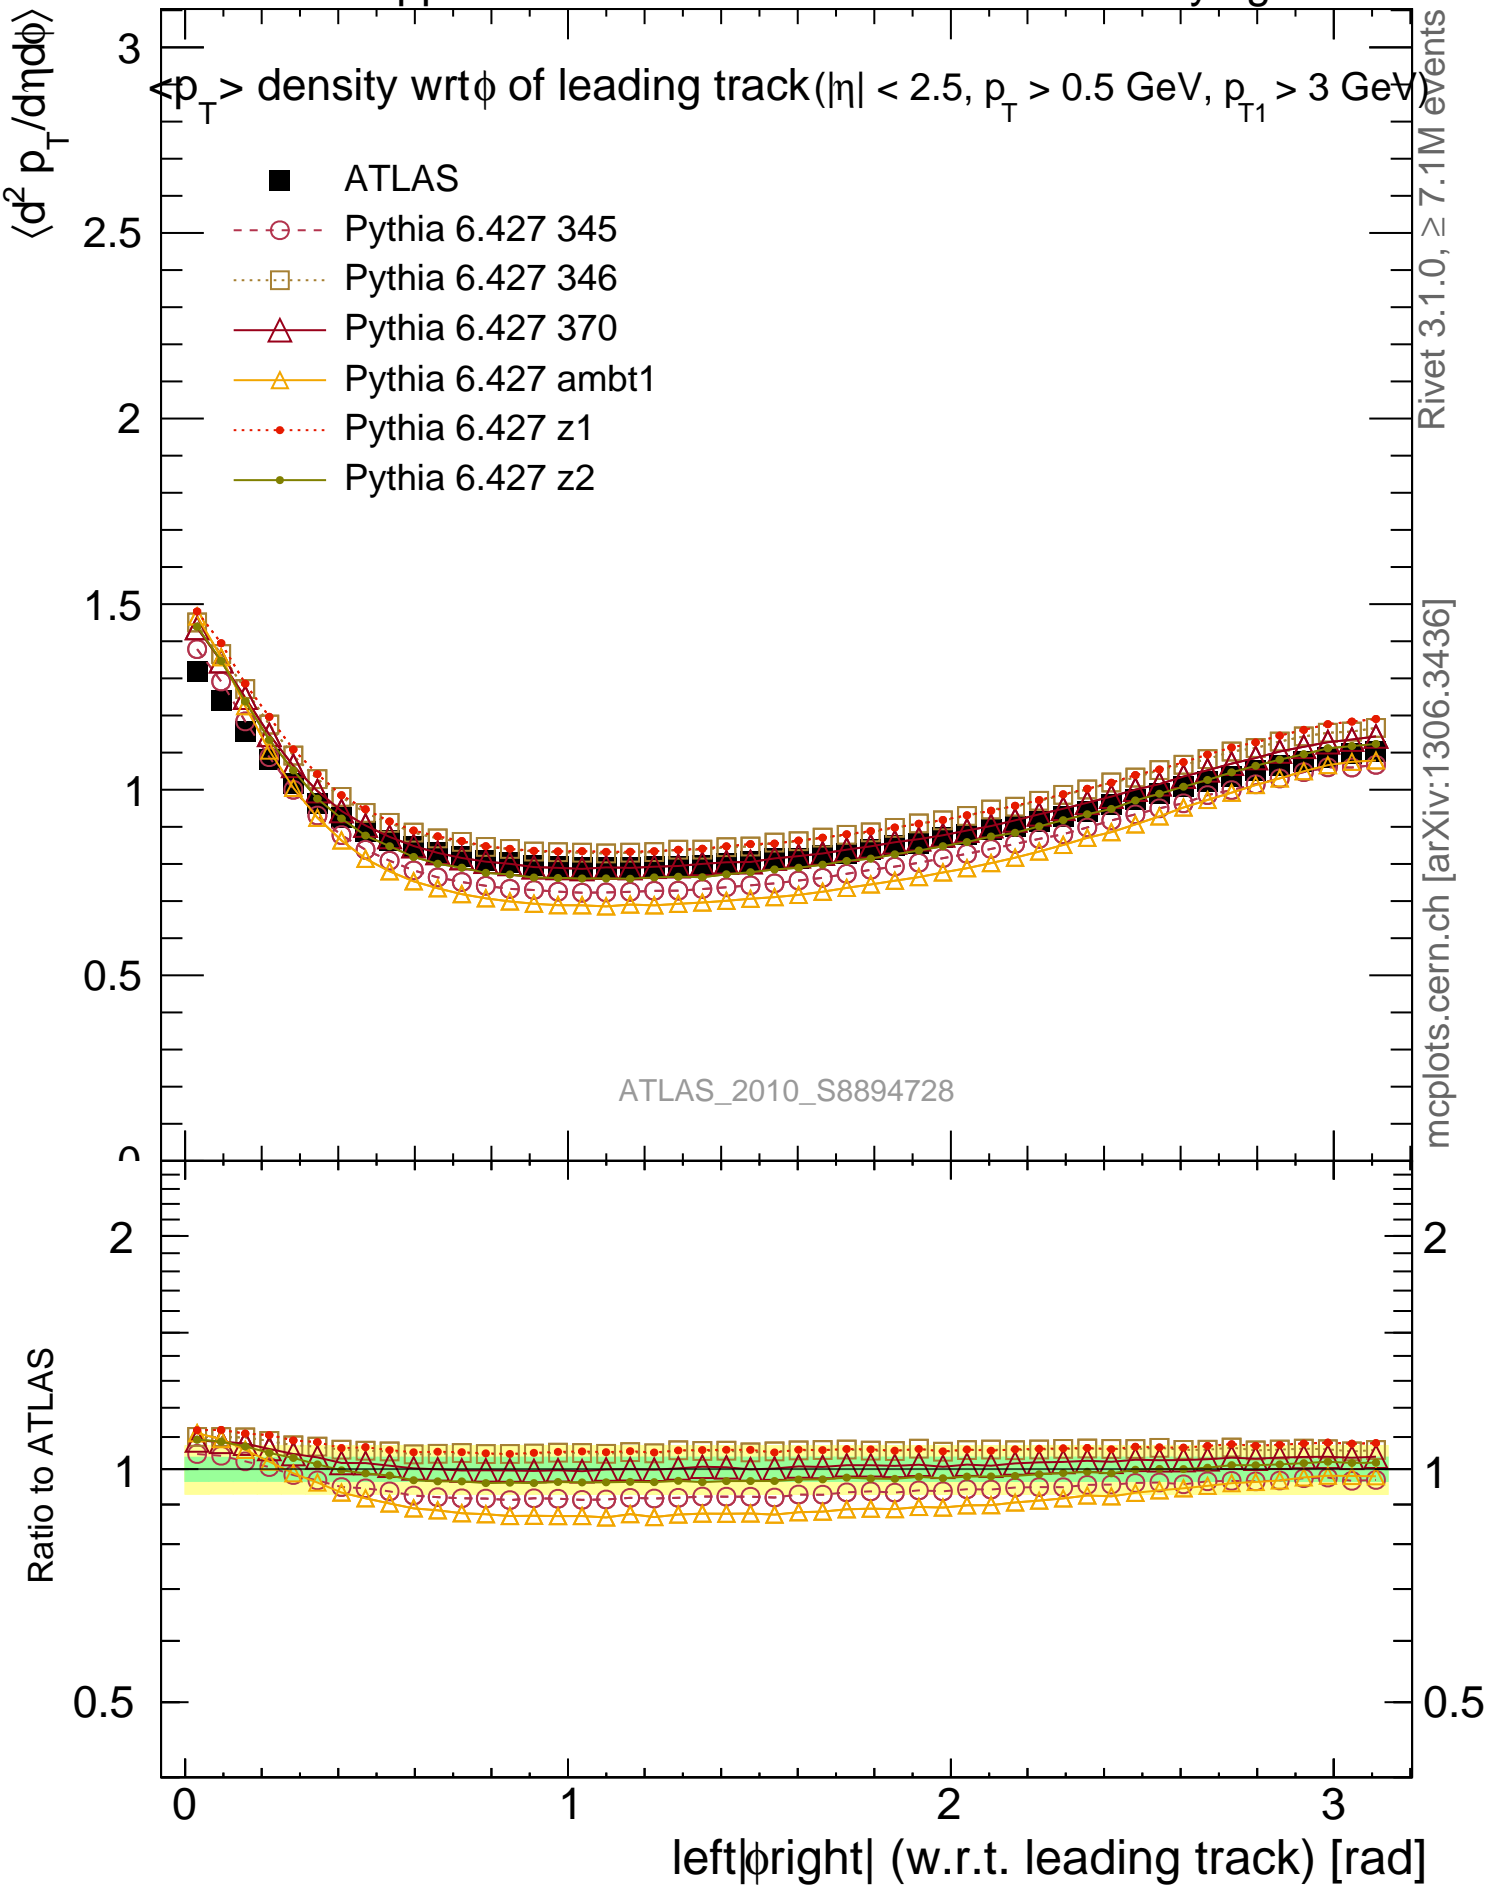 pp
⟨d² p_T/dηdϕ⟩
<p_T> density wrtϕ of leading track(|η| < 2.5, p_T > 0.5 GeV, p_T1 > 3 GeV)
ATLAS
Pythia 6.427 345
Pythia 6.427 346
Pythia 6.427 370
Pythia 6.427 ambt1
Pythia 6.427 z1
Pythia 6.427 z2
3
2.5
2
1.5
1
0.5
0
ATLAS_2010_S8894728
Rivet 3.1.0, ≥ 7.1M events
mcplots.cern.ch [arXiv:1306.3436]
Ratio to ATLAS
2
1
0.5
2
1
0.5
0 1 2 3
left|ϕright| (w.r.t. leading track) [rad]